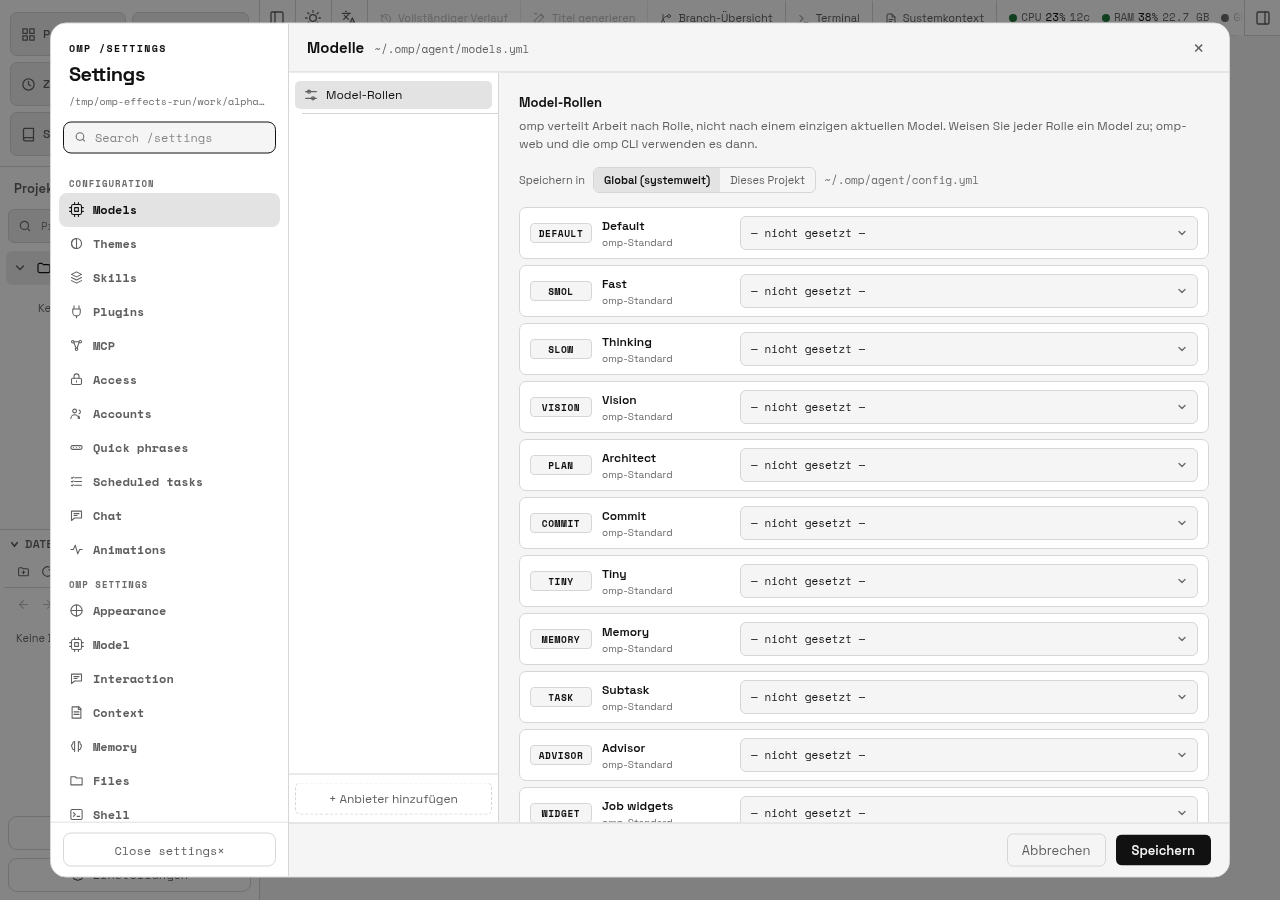 Vollständiger Verlauf
Titel generieren
Branch-Übersicht
Terminal
Systemkontext
CPU 23% 12c
RAM 38% 22.7 GB
OMP /SETTINGS
Settings
/tmp/omp-effects-run/work/alpha…
Search /settings
CONFIGURATION
Models
Themes
Skills
Plugins
MCP
Access
Accounts
Quick phrases
Scheduled tasks
Chat
Animations
OMP SETTINGS
Appearance
Model
Interaction
Context
Memory
Files
Shell
Close settings×
Modelle ~/.omp/agent/models.yml
×
Model-Rollen
+ Anbieter hinzufügen
Model-Rollen
omp verteilt Arbeit nach Rolle, nicht nach einem einzigen aktuellen Model. Weisen Sie jeder Rolle ein Model zu; omp-
web und die omp CLI verwenden es dann.
Speichern in Global (systemweit) Dieses Projekt ~/.omp/agent/config.yml
DEFAULT Default — nicht gesetzt —
omp-Standard
SMOL Fast — nicht gesetzt —
omp-Standard
SLOW Thinking — nicht gesetzt —
omp-Standard
VISION Vision — nicht gesetzt —
omp-Standard
PLAN Architect — nicht gesetzt —
omp-Standard
COMMIT Commit — nicht gesetzt —
omp-Standard
TINY Tiny — nicht gesetzt —
omp-Standard
MEMORY Memory — nicht gesetzt —
omp-Standard
TASK Subtask — nicht gesetzt —
omp-Standard
ADVISOR Advisor — nicht gesetzt —
omp-Standard
WIDGET Job widgets — nicht gesetzt —
omp-Standard
Abbrechen
Speichern